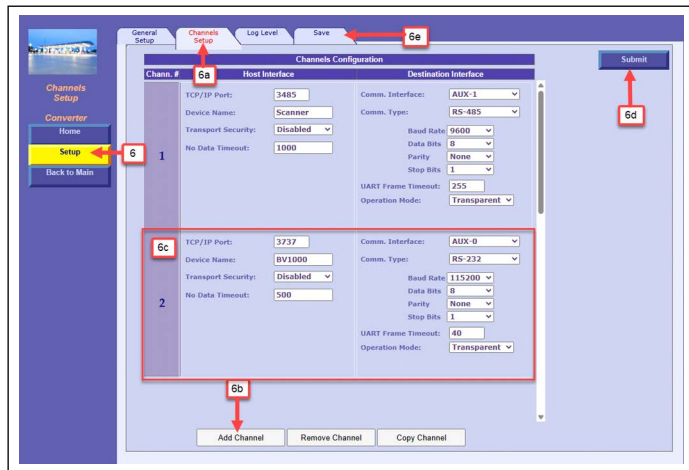 General Setup
Channels Setup
Log Level
Save
6e
6a
Submit
6d
Channels Setup
Converter
Home
Setup
6
Back to Main
Channels Configuration
Chann. #
Host Interface
Destination Interface
1
TCP/IP Port: 3485
Device Name: Scanner
Transport Security: Disabled
No Data Timeout: 1000
Comm. Interface: AUX-1
Comm. Type: RS-485
Baud Rate 9600
Data Bits 8
Parity None
Stop Bits 1
UART Frame Timeout: 255
Operation Mode: Transparent
6c
2
TCP/IP Port: 3737
Device Name: BV1000
Transport Security: Disabled
No Data Timeout: 500
Comm. Interface: AUX-0
Comm. Type: RS-232
Baud Rate 115200
Data Bits 8
Parity None
Stop Bits 1
UART Frame Timeout: 40
Operation Mode: Transparent
6b
Add Channel
Remove Channel
Copy Channel